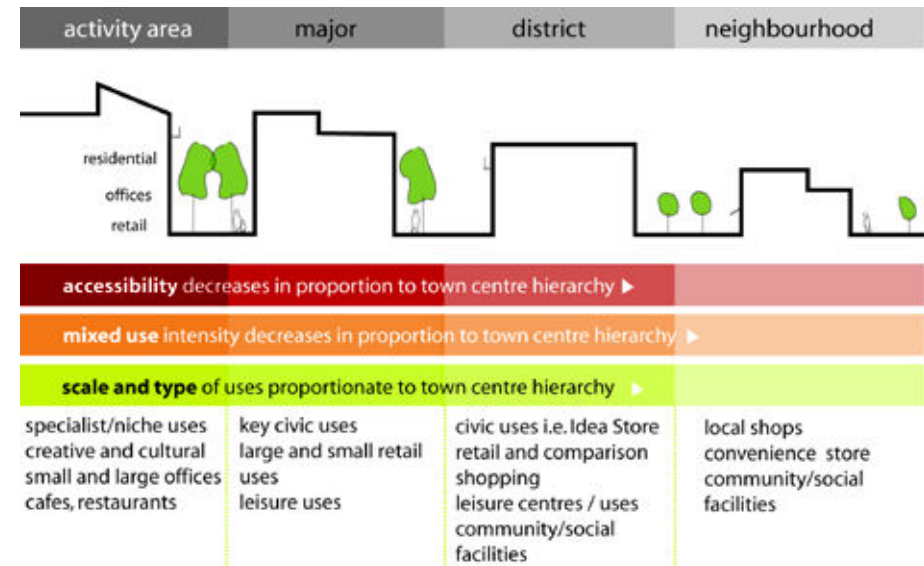 activity area
major
district
neighbourhood
residential
offices
retail
accessibility decreases in proportion to town centre hierarchy ▶
mixed use intensity decreases in proportion to town centre hierarchy ▶
scale and type of uses proportionate to town centre hierarchy ▶
specialist/niche uses
creative and cultural
small and large offices
cafes, restaurants
key civic uses
large and small retail
uses
leisure uses
civic uses i.e. Idea Store
retail and comparison
shopping
leisure centres / uses
community/social
facilities
local shops
convenience store
community/social
facilities